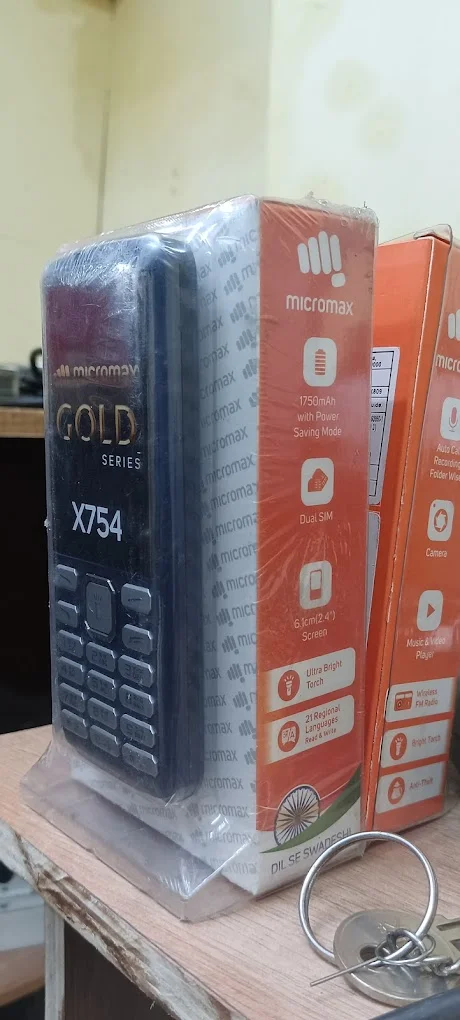 micromax
GOLD
SERIES
X754
micromax
1750mAh
with Power
Saving Mode
Dual SIM
6.1cm(2.4")
Screen
Ultra Bright
Torch
21 Regional
Languages
Read & Write
DIL SE SWADESHI
Recording
Camera
Music & Video
Player
Wireless
FM Radio
Bright Torch
Anti-Theft